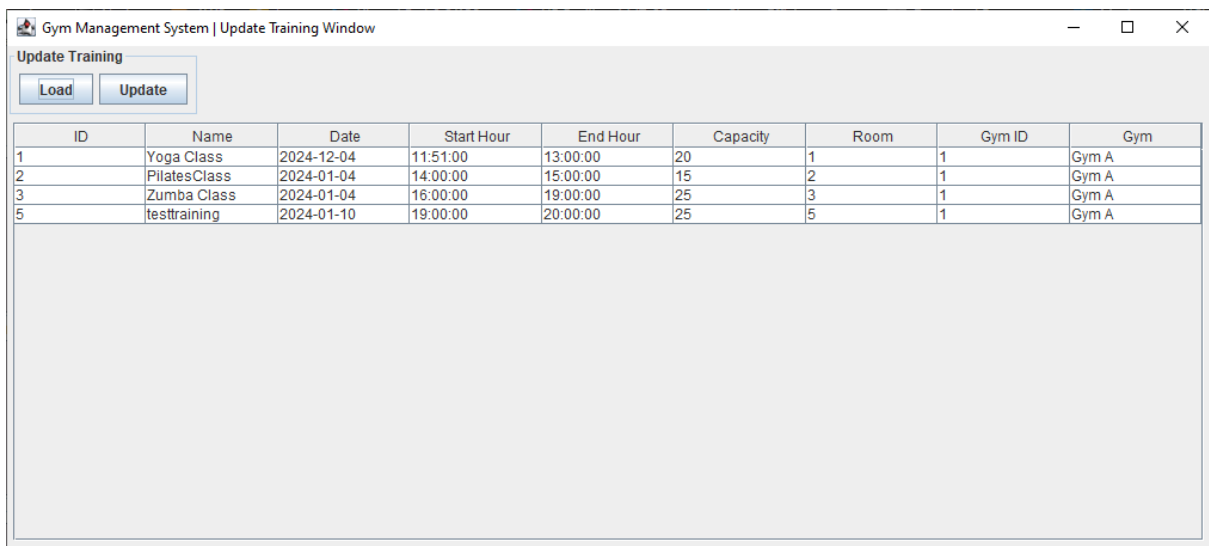 Gym Management System | Update Training Window
Update Training
Load Update
ID Name Date Start Hour End Hour Capacity Room Gym ID Gym
1 Yoga Class 2024-12-04 11:51:00 13:00:00 20 1 1 Gym A
2 PilatesClass 2024-01-04 14:00:00 15:00:00 15 2 1 Gym A
3 Zumba Class 2024-01-04 16:00:00 19:00:00 25 3 1 Gym A
5 testtraining 2024-01-10 19:00:00 20:00:00 25 5 1 Gym A